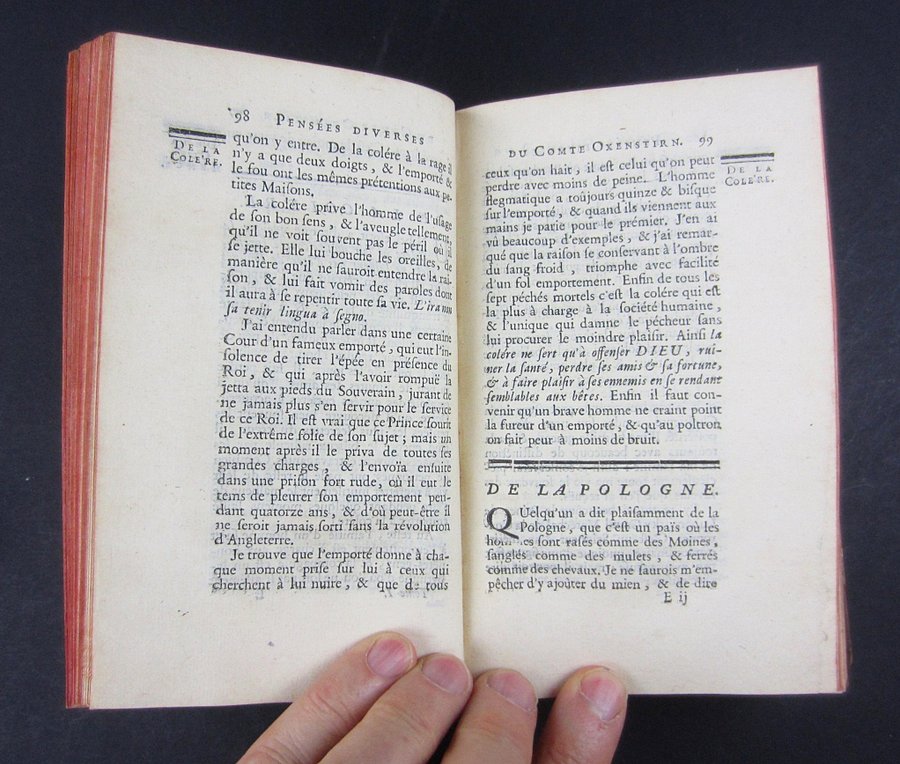 98 PENSÉES DIVERSES
DE LA
COLE'RE.
qu'on y entre. De la colére à la rage il
n'y a que deux doigts, & l'emporté &
le fou ont les mêmes prétentions aux pe-
tites Maiſons.
La colére prive l'homme de l'uſage
de ſon bon ſens, & l'aveugle tellement,
qu'il ne voit ſouvent pas le péril où il
ſe jette. Elle lui bouche les oreilles, de
maniére qu'il ne ſauroit entendre la rai-
ſon, & lui fait vomir des paroles dont
il aura à ſe repentir toute ſa vie. L'ira non
ſa tenir lingua à ſegno.
J'ai entendu parler dans une certaine
Cour d'un fameux emporté, qui eut l'in-
ſolence de tirer l'épée en préſence du
Roi, & qui après l'avoir rompuë la
jetta aux pieds du Souverain, jurant de
ne jamais plus s'en ſervir pour le ſervice
de ce Roi. Il eſt vrai que ce Prince ſourit
de l'extrême folie de ſon ſujet; mais un
moment après il le priva de toutes ſes
grandes charges, & l'envoïa enſuite
dans une priſon fort rude, où il eut le
tems de pleurer ſon emportement pen-
dant quatorze ans, & d'où peut-être il
ne ſeroit jamais ſorti ſans la révolution
d'Angleterre.
Je trouve que l'emporté donne à cha-
que moment priſe ſur lui à ceux qui
cherchent à lui nuire, & que de tous
DU COMTE OXENSTIRN. 99
DE LA
COLE'RE.
ceux qu'on hait, il eſt celui qu'on peut
perdre avec moins de peine. L'homme
flegmatique a toûjours quinze & biſque
ſur l'emporté, & quand ils viennent aux
mains je parie pour le prémier. J'en ai
vû beaucoup d'exemples, & j'ai remar-
qué que la raiſon ſe conſervant à l'ombre
du ſang froid, triomphe avec facilité
d'un fol emportement. Enfin de tous les
ſept péchés mortels c'eſt la colére qui eſt
la plus à charge à la société humaine,
& l'unique qui damne le pécheur ſans
lui procurer le moindre plaiſir. Ainſi la
colére ne ſert qu'à offenſer DIEU, rui-
ner la ſanté, perdre ſes amis & ſa fortune,
& à faire plaiſir à ſes ennemis en ſe rendant
ſemblables aux bêtes. Enfin il faut con-
venir qu'un brave homme ne craint point
la fureur d'un emporté, & qu'au poltron
on fait peur à moins de bruit.
DE LA POLOGNE.
QUélqu'un a dit plaiſamment de la
Pologne, que c'eſt un païs où les
hommes ſont raſés comme des Moines,
ſanglés comme des mulets, & ferrés
comme des chevaux. Je ne ſaurois m'em-
pêcher d'y ajoûter du mien, & de dire
E ij